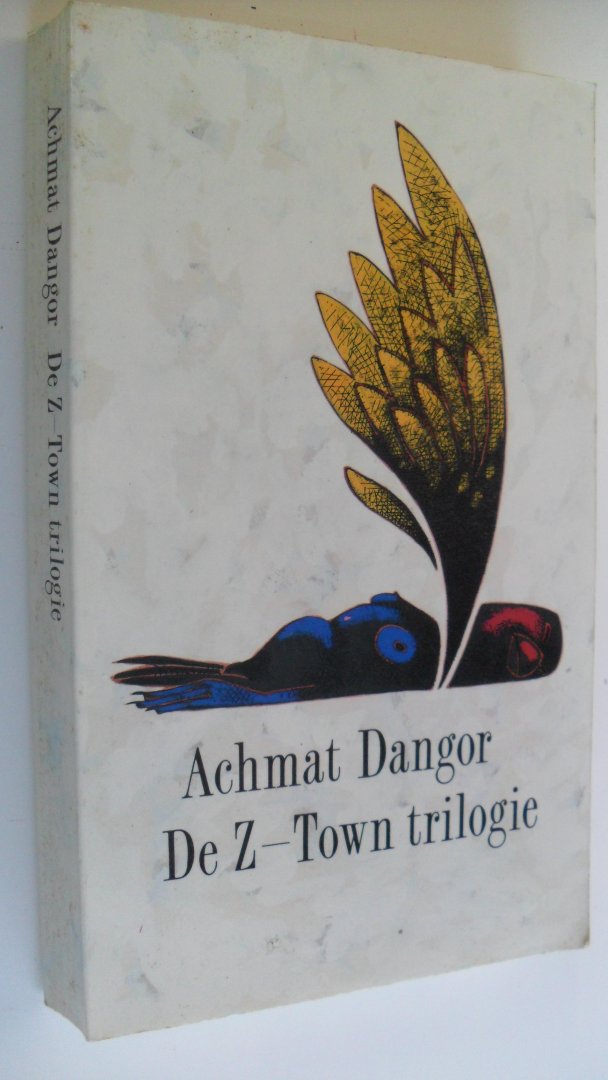 Achmat Dangor De Z-Town trilogie
Achmat Dangor
De Z-Town trilogie